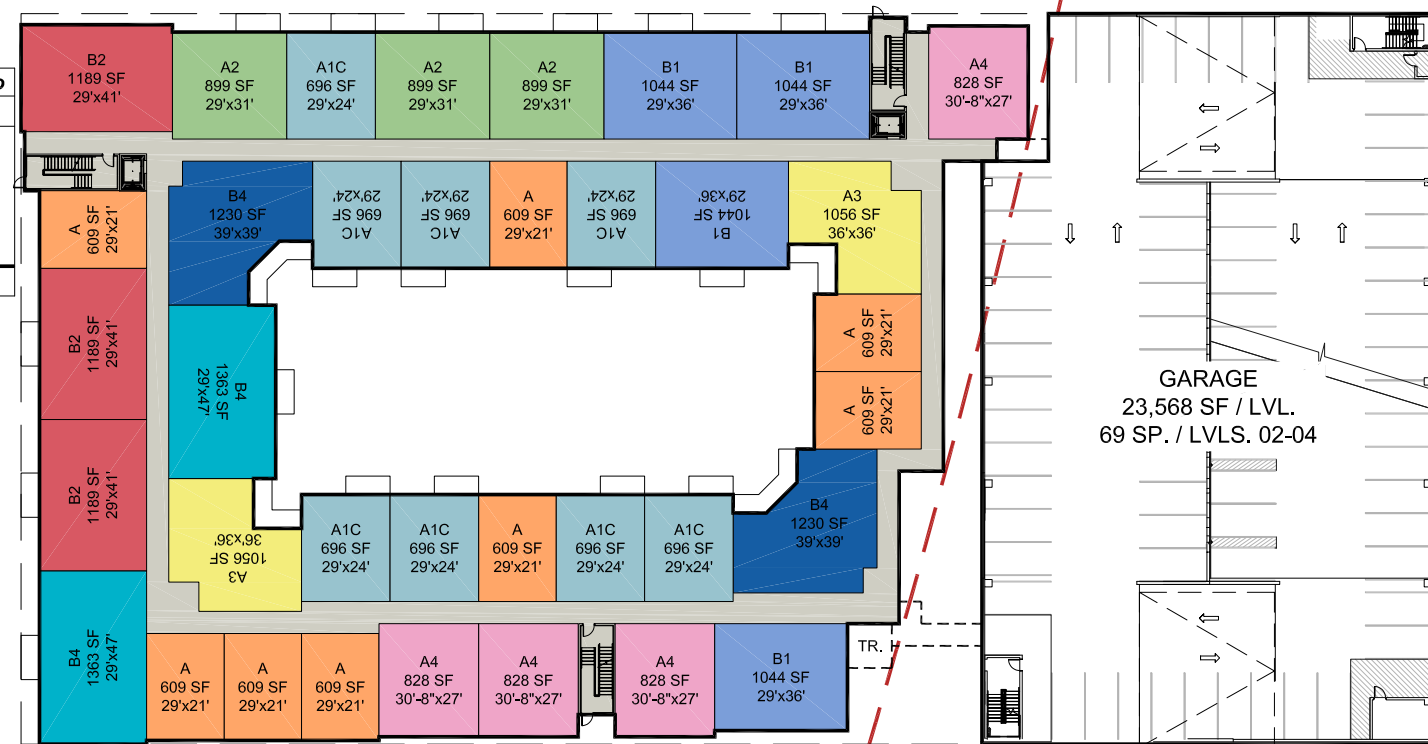 B2
1189 SF
29'x41'
A2
899 SF
29'x31'
A1C
696 SF
29'x24'
A2
899 SF
29'x31'
A2
899 SF
29'x31'
B1
1044 SF
29'x36'
B1
1044 SF
29'x36'
A4
828 SF
30'-8"x27'
A
609 SF
29'x21'
B4
1230 SF
39'x39'
A1C
696 SF
29'x24'
A1C
696 SF
29'x24'
A
609 SF
29'x21'
A1C
696 SF
29'x24'
B1
1044 SF
29'x36'
A3
1056 SF
36'x36'
B2
1189 SF
29'x41'
B4
1363 SF
29'x47'
A
609 SF
29'x21'
A
609 SF
29'x21'
GARAGE
23,568 SF / LVL.
69 SP. / LVLS. 02-04
B2
1189 SF
29'x41'
A3
1056 SF
36'x36'
A1C
696 SF
29'x24'
A1C
696 SF
29'x24'
A
609 SF
29'x21'
A1C
696 SF
29'x24'
A1C
696 SF
29'x24'
B4
1230 SF
39'x39'
B4
1363 SF
29'x47'
A
609 SF
29'x21'
A
609 SF
29'x21'
A
609 SF
29'x21'
A4
828 SF
30'-8"x27'
A4
828 SF
30'-8"x27'
A4
828 SF
30'-8"x27'
B1
1044 SF
29'x36'
TR.